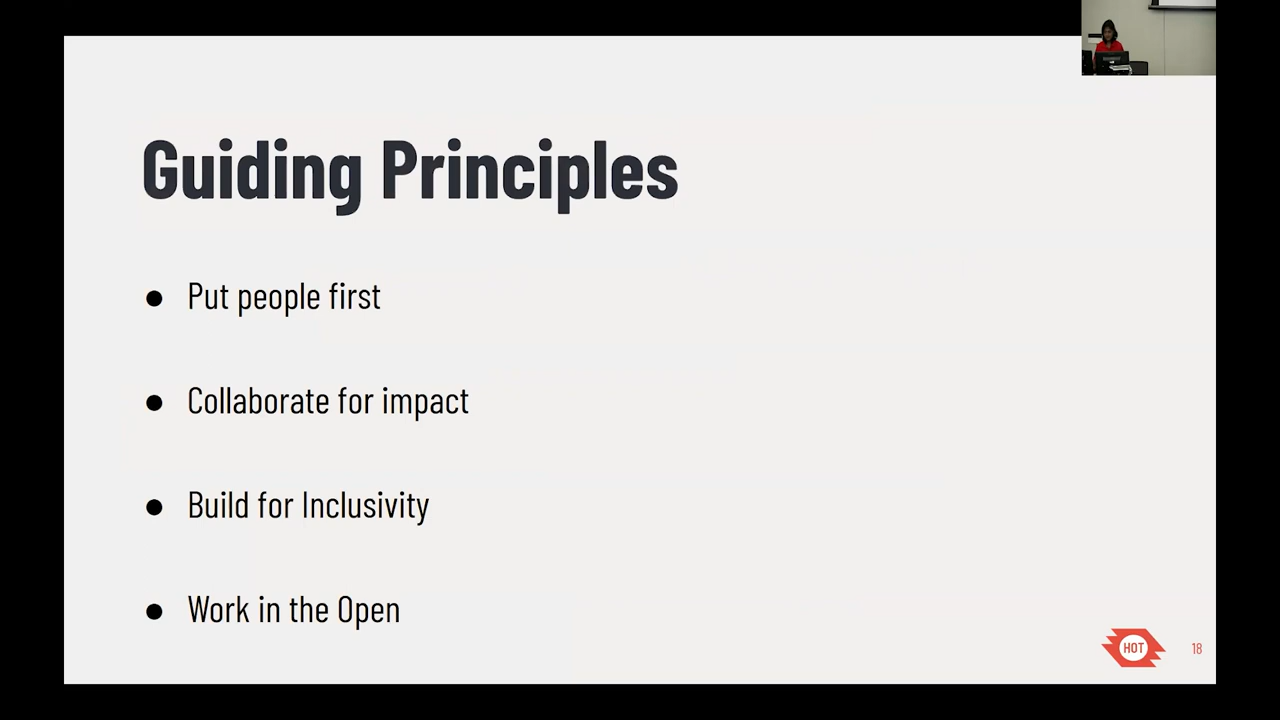 Guiding Principles
● Put people first
● Collaborate for impact
● Build for Inclusivity
● Work in the Open
HOT
18